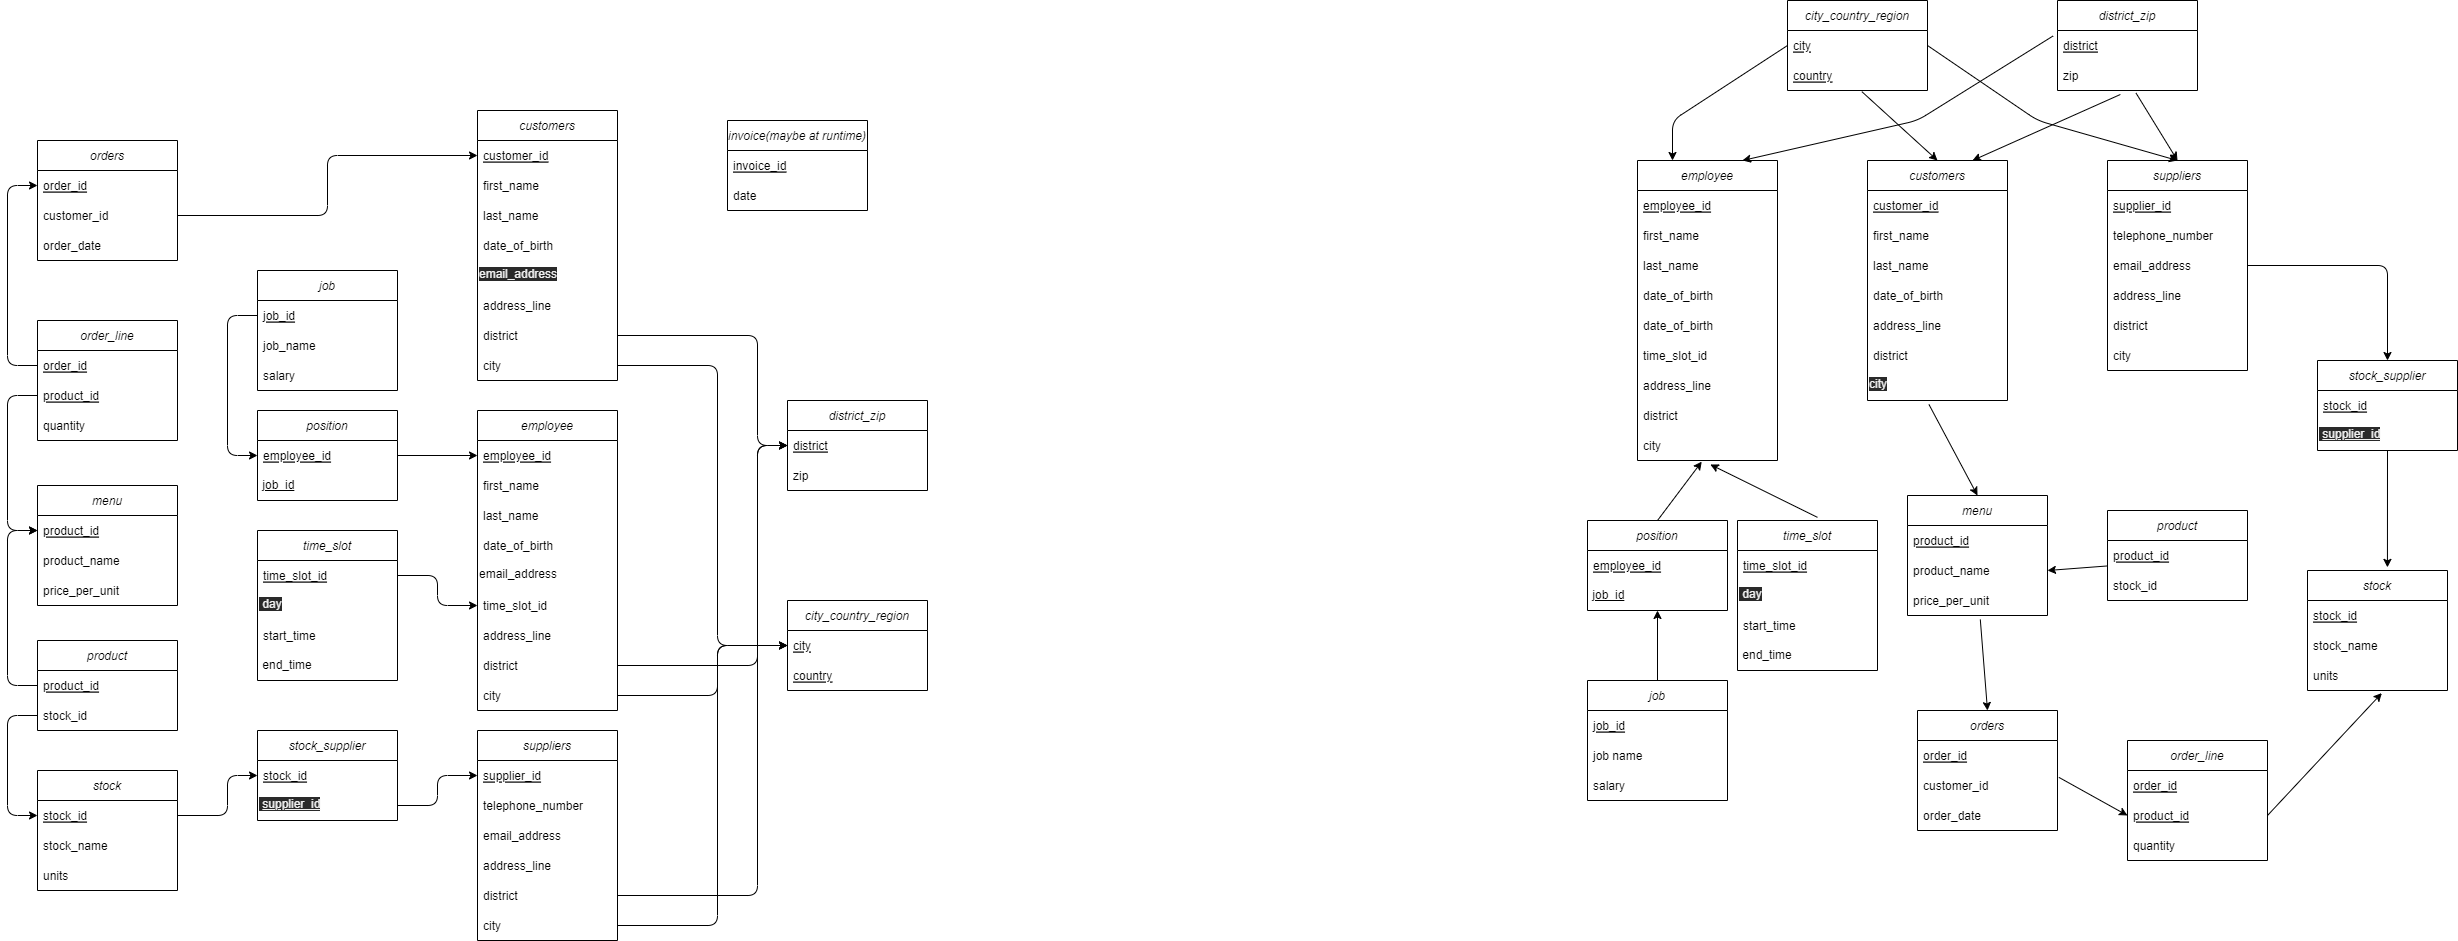 orders
order_id
customer_id
order_date
order_line
order_id
product_id
quantity
menu
product_id
product_name
price_per_unit
product
product_id
stock_id
stock
stock_id
stock_name
units
job
job_id
job_name
salary
position
employee_id
job_id
time_slot
time_slot_id
day
start_time
end_time
stock_supplier
stock_id
supplier_id
customers
customer_id
first_name
last_name
date_of_birth
email_address
address_line
district
city
employee
employee_id
first_name
last_name
date_of_birth
email_address
time_slot_id
address_line
district
city
suppliers
supplier_id
telephone_number
email_address
address_line
district
city
invoice(maybe at runtime)
invoice_id
date
district_zip
district
zip
city_country_region
city
country
city_country_region
city
country
district_zip
district
zip
employee
employee_id
first_name
last_name
date_of_birth
date_of_birth
time_slot_id
address_line
district
city
customers
customer_id
first_name
last_name
date_of_birth
address_line
district
city
suppliers
supplier_id
telephone_number
email_address
address_line
district
city
stock_supplier
stock_id
supplier_id
position
employee_id
job_id
time_slot
time_slot_id
day
start_time
end_time
menu
product_id
product_name
price_per_unit
product
product_id
stock_id
stock
stock_id
stock_name
units
job
job_id
job name
salary
orders
order_id
customer_id
order_date
order_line
order_id
product_id
quantity